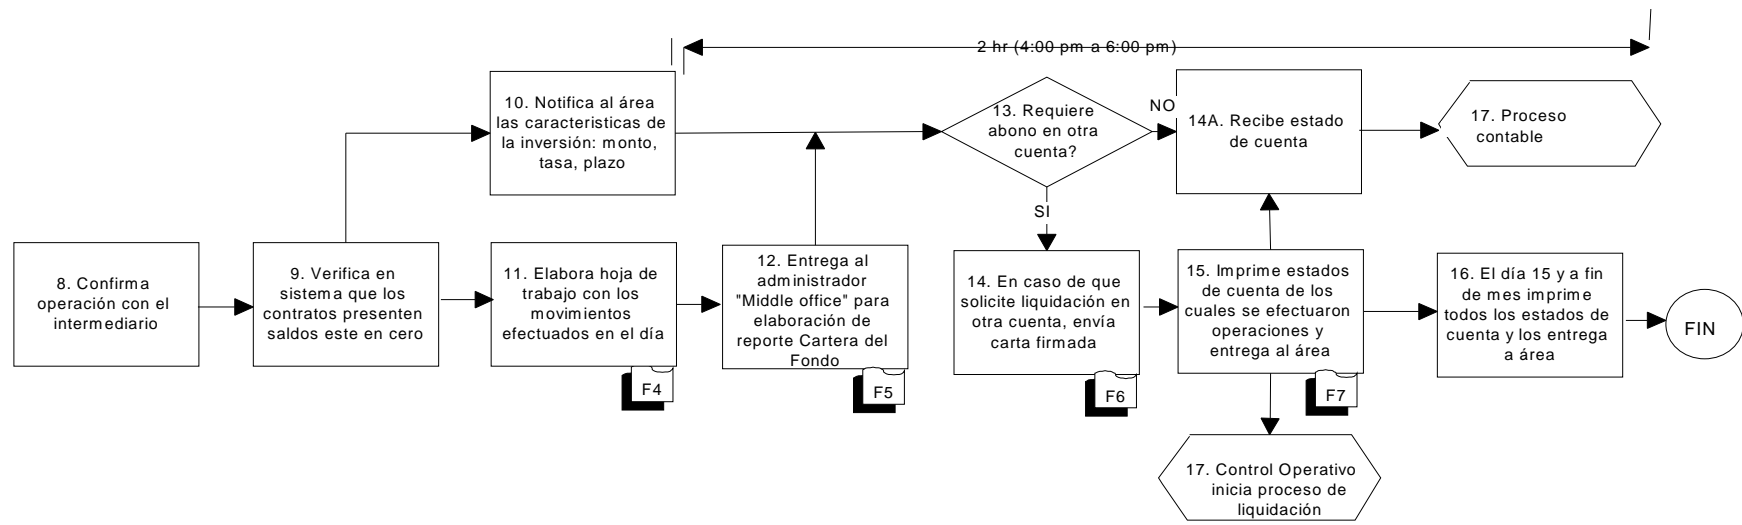 2 hr (4:00 pm a 6:00 pm)
10. Notifica al área
las caracteristicas de
la inversión: monto,
tasa, plazo
13. Requiere
abono en otra
cuenta?
NO
14A. Recibe estado
de cuenta
17. Proceso
contable
SI
8. Confirma
operación con el
intermediario
9. Verifica en
sistema que los
contratos presenten
saldos este en cero
11. Elabora hoja de
trabajo con los
movimientos
efectuados en el día
F4
12. Entrega al
administrador
"Middle office" para
elaboración de
reporte Cartera del
Fondo
F5
14. En caso de que
solicite liquidación en
otra cuenta, envía
carta firmada
F6
15. Imprime estados
de cuenta de los
cuales se efectuaron
operaciones y
entrega al área
F7
16. El día 15 y a fin
de mes imprime
todos los estados de
cuenta y los entrega
a área
FIN
17. Control Operativo
inicia proceso de
liquidación